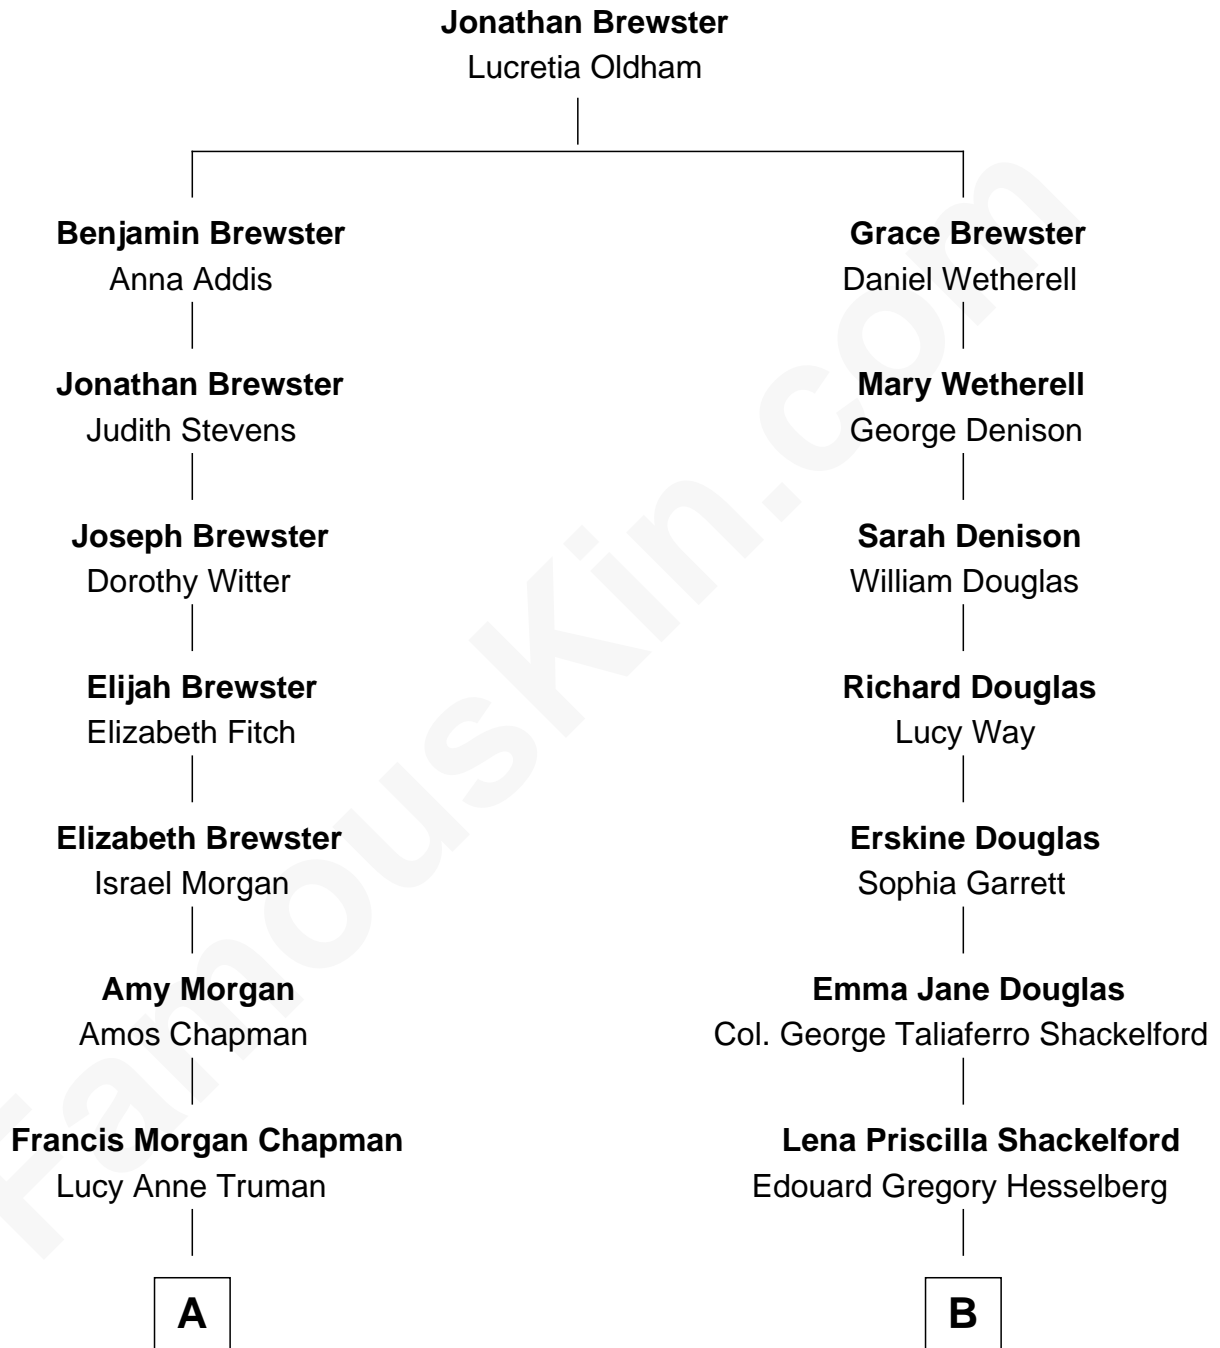 Jonathan Brewster
Lucretia Oldham
Benjamin Brewster
Anna Addis
Grace Brewster
Daniel Wetherell
Jonathan Brewster
Judith Stevens
Mary Wetherell
George Denison
Joseph Brewster
Dorothy Witter
Sarah Denison
William Douglas
Elijah Brewster
Elizabeth Fitch
Richard Douglas
Lucy Way
Elizabeth Brewster
Israel Morgan
Erskine Douglas
Sophia Garrett
Amy Morgan
Amos Chapman
Emma Jane Douglas
Col. George Taliaferro Shackelford
Francis Morgan Chapman
Lucy Anne Truman
Lena Priscilla Shackelford
Edouard Gregory Hesselberg
A
B
FamousKin.com